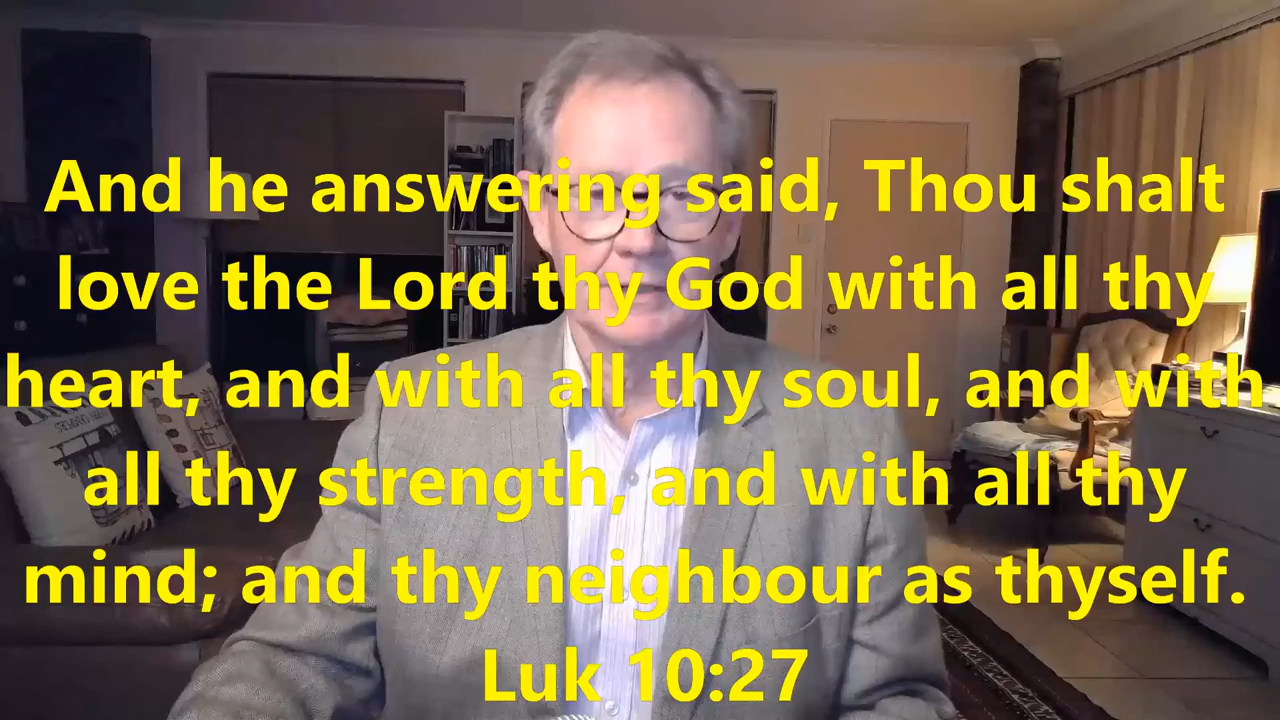 And he answering said, Thou shalt
love the Lord thy God with all thy
heart, and with all thy soul, and with
all thy strength, and with all thy
mind; and thy neighbour as thyself.
Luk 10:27